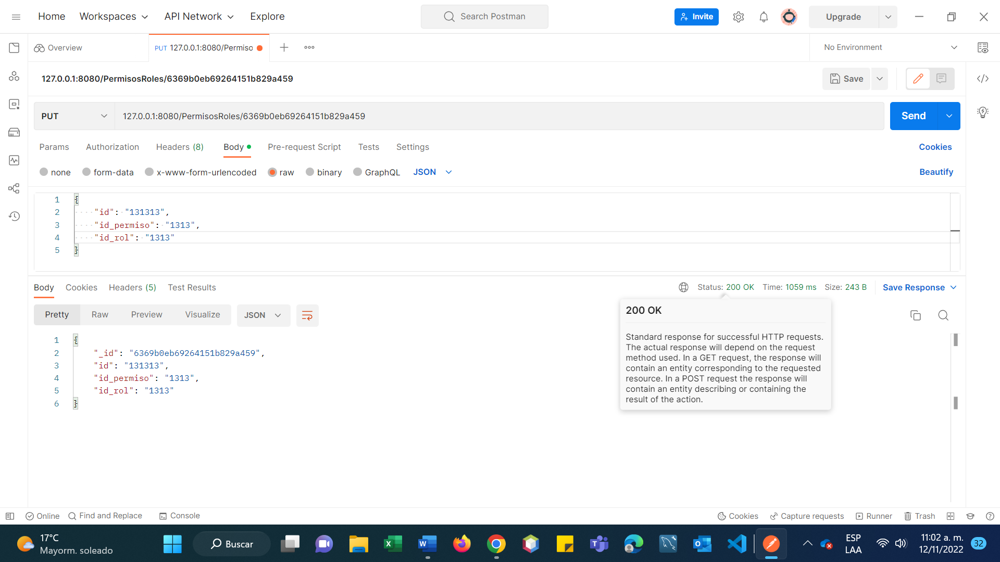 Home Workspaces API Network Explore Search Postman Invite Upgrade
Overview PUT 127.0.0.1:8080/Permiso No Environment
127.0.0.1:8080/PermisosRoles/6369b0eb69264151b829a459 Save
PUT 127.0.0.1:8080/PermisosRoles/6369b0eb69264151b829a459 Send
Params Authorization Headers (8) Body Pre-request Script Tests Settings Cookies
none form-data x-www-form-urlencoded raw binary GraphQL JSON Beautify
1 {
2 "id": "131313",
3 "id_permiso": "1313",
4 "id_rol": "1313"
5 }
Body Cookies Headers (5) Test Results Status: 200 OK Time: 1059 ms Size: 243 B Save Response
Pretty Raw Preview Visualize JSON
200 OK
Standard response for successful HTTP requests.
The actual response will depend on the request
method used. In a GET request, the response will
contain an entity corresponding to the requested
resource. In a POST request the response will
contain an entity describing or containing the
result of the action.
1 {
2 "_id": "6369b0eb69264151b829a459",
3 "id": "131313",
4 "id_permiso": "1313",
5 "id_rol": "1313"
6 }
Online Find and Replace Console Cookies Capture requests Runner Trash
17°C
Mayorm. soleado
Buscar
ESP
LAA
11:02 a. m.
12/11/2022
32